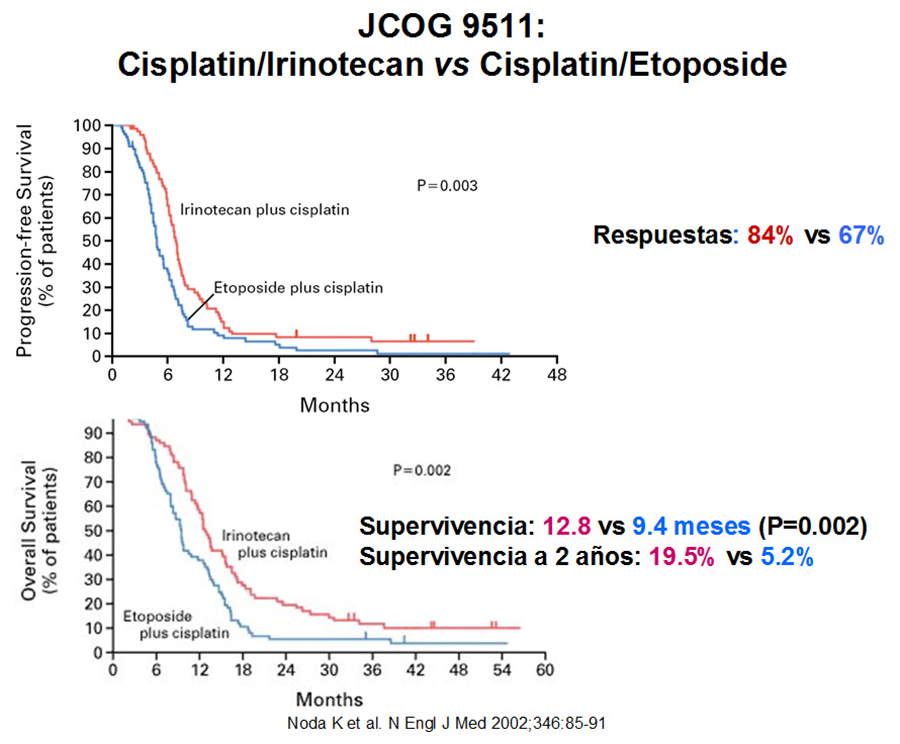 JCOG 9511:
Cisplatin/Irinotecan vs Cisplatin/Etoposide
Progression-free Survival
(% of patients)
100
90
80
70
60
50
40
30
20
10
0
P=0.003
Irinotecan plus cisplatin
Etoposide plus cisplatin
0 6 12 18 24 30 36 42 48
Months
Respuestas: 84% vs 67%
Overall Survival
(% of patients)
90
80
70
60
50
40
30
20
10
0
P=0.002
Irinotecan
plus cisplatin
Etoposide
plus cisplatin
0 6 12 18 24 30 36 42 48 54 60
Months
Supervivencia: 12.8 vs 9.4 meses (P=0.002)
Supervivencia a 2 años: 19.5% vs 5.2%
Noda K et al. N Engl J Med 2002;346:85-91